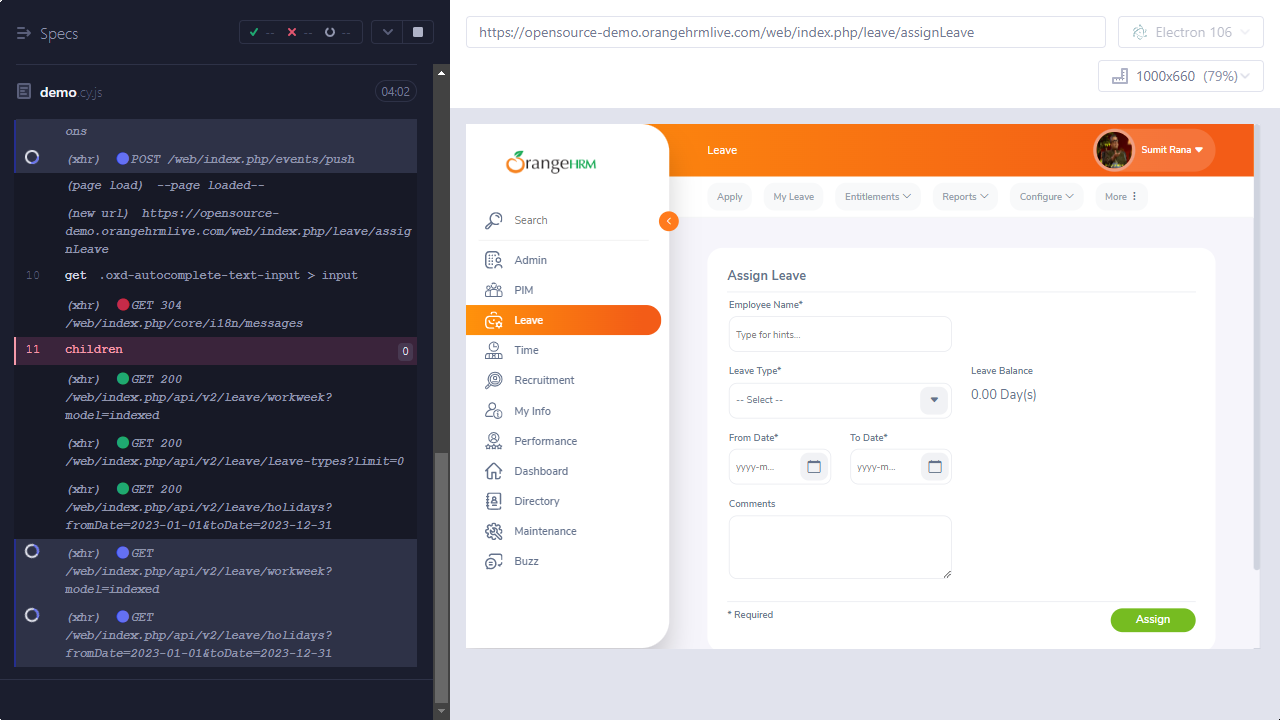 Specs
-- -- --
demo.cy.js 04:02
ons
(xhr) POST /web/index.php/events/push
(page load) --page loaded--
(new url) https://opensource-
demo.orangehrmlive.com/web/index.php/leave/assig
nLeave
10 get .oxd-autocomplete-text-input > input
(xhr) GET 304
/web/index.php/core/i18n/messages
11 children 0
(xhr) GET 200
/web/index.php/api/v2/leave/workweek?
model=indexed
(xhr) GET 200
/web/index.php/api/v2/leave/leave-types?limit=0
(xhr) GET 200
/web/index.php/api/v2/leave/holidays?
fromDate=2023-01-01&toDate=2023-12-31
(xhr) GET
/web/index.php/api/v2/leave/workweek?
model=indexed
(xhr) GET
/web/index.php/api/v2/leave/holidays?
fromDate=2023-01-01&toDate=2023-12-31
https://opensource-demo.orangehrmlive.com/web/index.php/leave/assignLeave
Electron 106
1000x660 (79%)
OrangeHRM
Search
Admin
PIM
Leave
Time
Recruitment
My Info
Performance
Dashboard
Directory
Maintenance
Buzz
Leave
Sumit Rana
Apply My Leave Entitlements Reports Configure More
Assign Leave
Employee Name*
Type for hints...
Leave Type* Leave Balance
-- Select -- 0.00 Day(s)
From Date* To Date*
yyyy-m... yyyy-m...
Comments
* Required
Assign